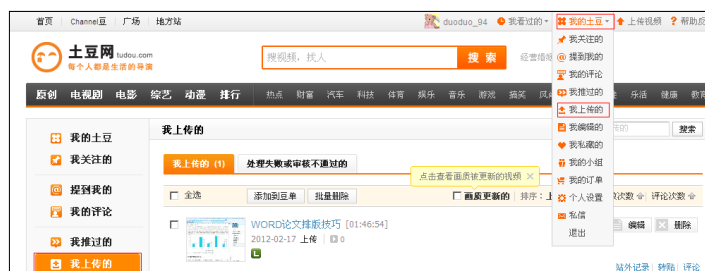 首页 Channel豆 广场 地方站 duoduo_94 我看过的 我的土豆 上传视频 ? 帮助反
土豆网 tudou.com
每个人都是生活的导演
搜视频，找人 搜 索
原创 电视剧 电影 综艺 动漫 排行 热点 财富 汽车 科技 体育 娱乐 音乐 游戏 搞笑 乐活 健康 教育
我关注的
提到我的
我的评论
我推过的
我上传的
我编辑的
我私藏的
我的小组
我的订单
个人设置
私信
退出
我的土豆
我关注的
提到我的
我的评论
我推过的
我上传的
我上传的
搜索
我上传的 (1) 处理失败或审核不通过的
点击查看画质被更新的视频
全选 添加到豆单 批量删除 画质更新的 排序：上 次数 评论次数
WORD论文排版技巧 [01:46:54]
2012-02-17 上传 0
L
编辑 删除
站外记录 转贴 评论